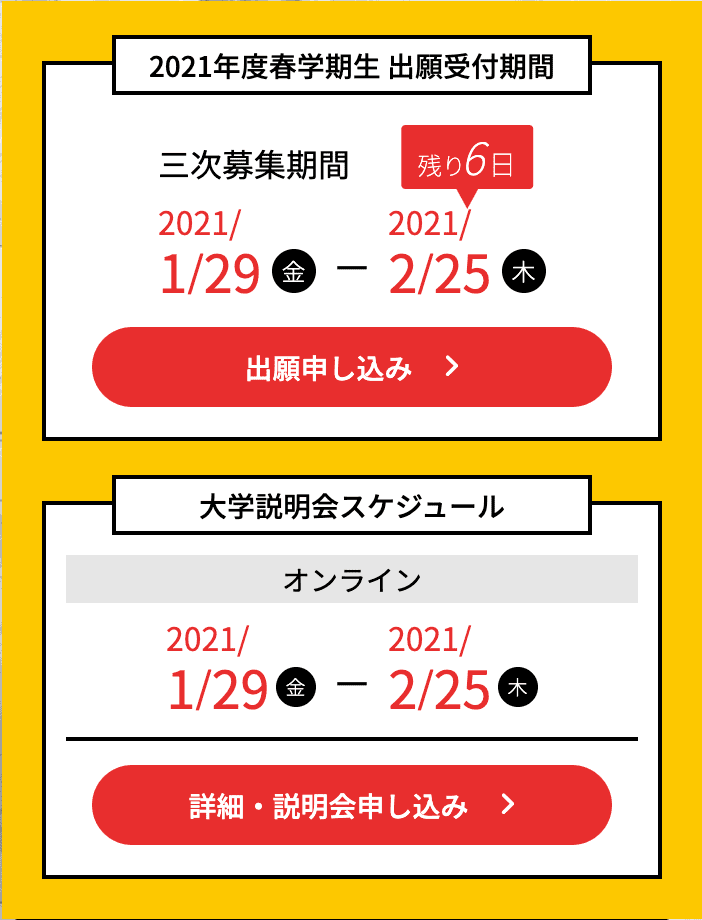 2021年度春学期生 出願受付期間
三次募集期間
残り6日
2021/
1/29 金 ー 2021/
2/25 木
出願申し込み
大学説明会スケジュール
オンライン
2021/
1/29 金 ー 2021/
2/25 木
詳細・説明会申し込み